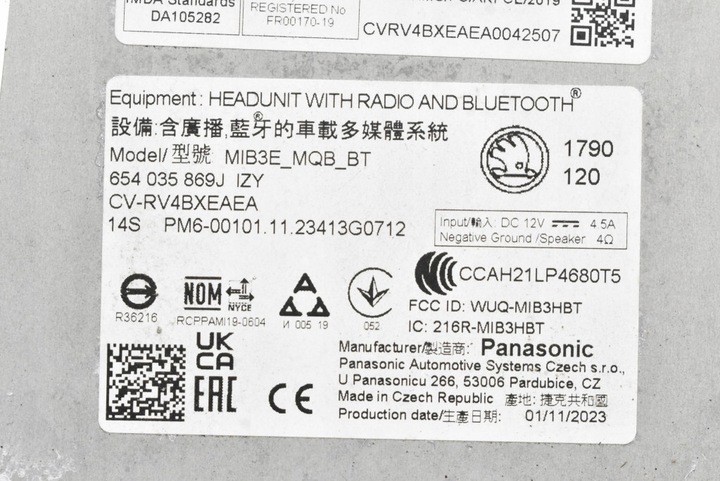 IMDA Standards
DA105282
REGISTERED No
FR00170-19
CVRV4BXEAEA0042507
Equipment: HEADUNIT WITH RADIO AND BLUETOOTH®
設備:含廣播,藍牙®的車載多媒體系統
Model/型號 MIB3E_MQB_BT
654 035 869J IZY
CV-RV4BXEAEA
14S PM6-00101.11.23413G0712
1790
120
Input/輸入: DC 12V 4.5A
Negative Ground /Speaker 4Ω
CCAH21LP4680T5
FCC ID: WUQ-MIB3HBT
IC: 216R-MIB3HBT
R36216
NOM NYCE
RCPPAMI19-0604
И 005 19
052
UK
CA
EAC
CE
Manufacturer/製造商: Panasonic
Panasonic Automotive Systems Czech s.r.o.,
U Panasonicu 266, 53006 Pardubice, CZ
Made in Czech Republic 產地: 捷克共和國
Production date/生產日期: 01/11/2023